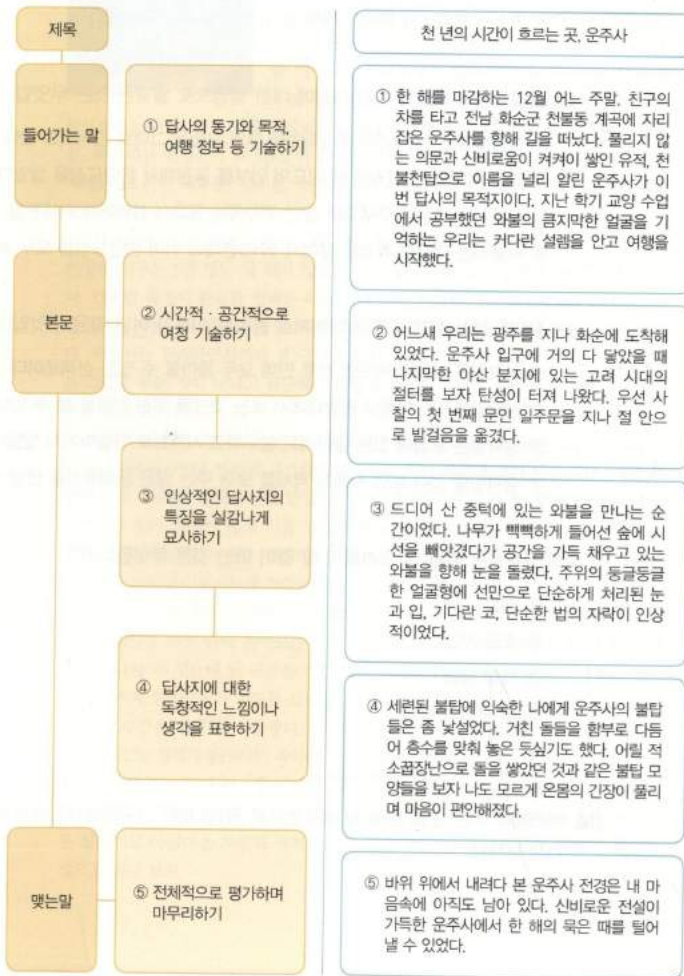 제목
천 년의 시간이 흐르는 곳, 운주사
들어가는 말
① 답사의 동기와 목적,
여행 정보 등 기술하기
① 한 해를 마감하는 12월 어느 주말. 친구의
차를 타고 전남 화순군 천불동 계곡에 자리
잡은 운주사를 향해 길을 떠났다. 풀리지 않
는 의문과 신비로움이 켜켜이 쌓인 유적, 천
불천탑으로 이름을 널리 알린 운주사가 이
번 답사의 목적지이다. 지난 학기 교양 수업
에서 공부했던 와불의 큼지막한 얼굴을 기
억하는 우리는 커다란 설렘을 안고 여행을
시작했다.
본문
② 시간적 · 공간적으로
여정 기술하기
② 어느새 우리는 광주를 지나 화순에 도착해
있었다. 운주사 입구에 거의 다 닿았을 때
나지막한 야산 분지에 있는 고려 시대의
절터를 보자 탄성이 터져 나왔다. 우선 사
찰의 첫 번째 문인 일주문을 지나 절 안으
로 발걸음을 옮겼다.
③ 인상적인 답사지의
특징을 실감나게
묘사하기
③ 드디어 산 중턱에 있는 와불을 만나는 순
간이었다. 나무가 빽빽하게 들어선 숲에 시
선을 빼앗겼다가 공간을 가득 채우고 있는
와불을 향해 눈을 돌렸다. 주위의 둥글둥글
한 얼굴형에 선만으로 단순하게 처리된 눈
과 입, 기다란 코, 단순한 법의 자락이 인상
적이었다.
④ 답사지에 대한
독창적인 느낌이나
생각을 표현하기
④ 세련된 불탑에 익숙한 나에게 운주사의 불탑
들은 좀 낯설었다. 거친 돌들을 함부로 다듬
어 층수를 맞춰 놓은 듯싶기도 했다. 어릴 적
소꿉장난으로 돌을 쌓았던 것과 같은 불탑 모
양들을 보자 나도 모르게 온몸의 긴장이 풀리
며 마음이 편안해졌다.
맺는말
⑤ 전체적으로 평가하며
마무리하기
⑤ 바위 위에서 내려다 본 운주사 전경은 내 마
음속에 아직도 남아 있다. 신비로운 전설이
가득한 운주사에서 한 해의 묵은 때를 털어
낼 수 있었다.